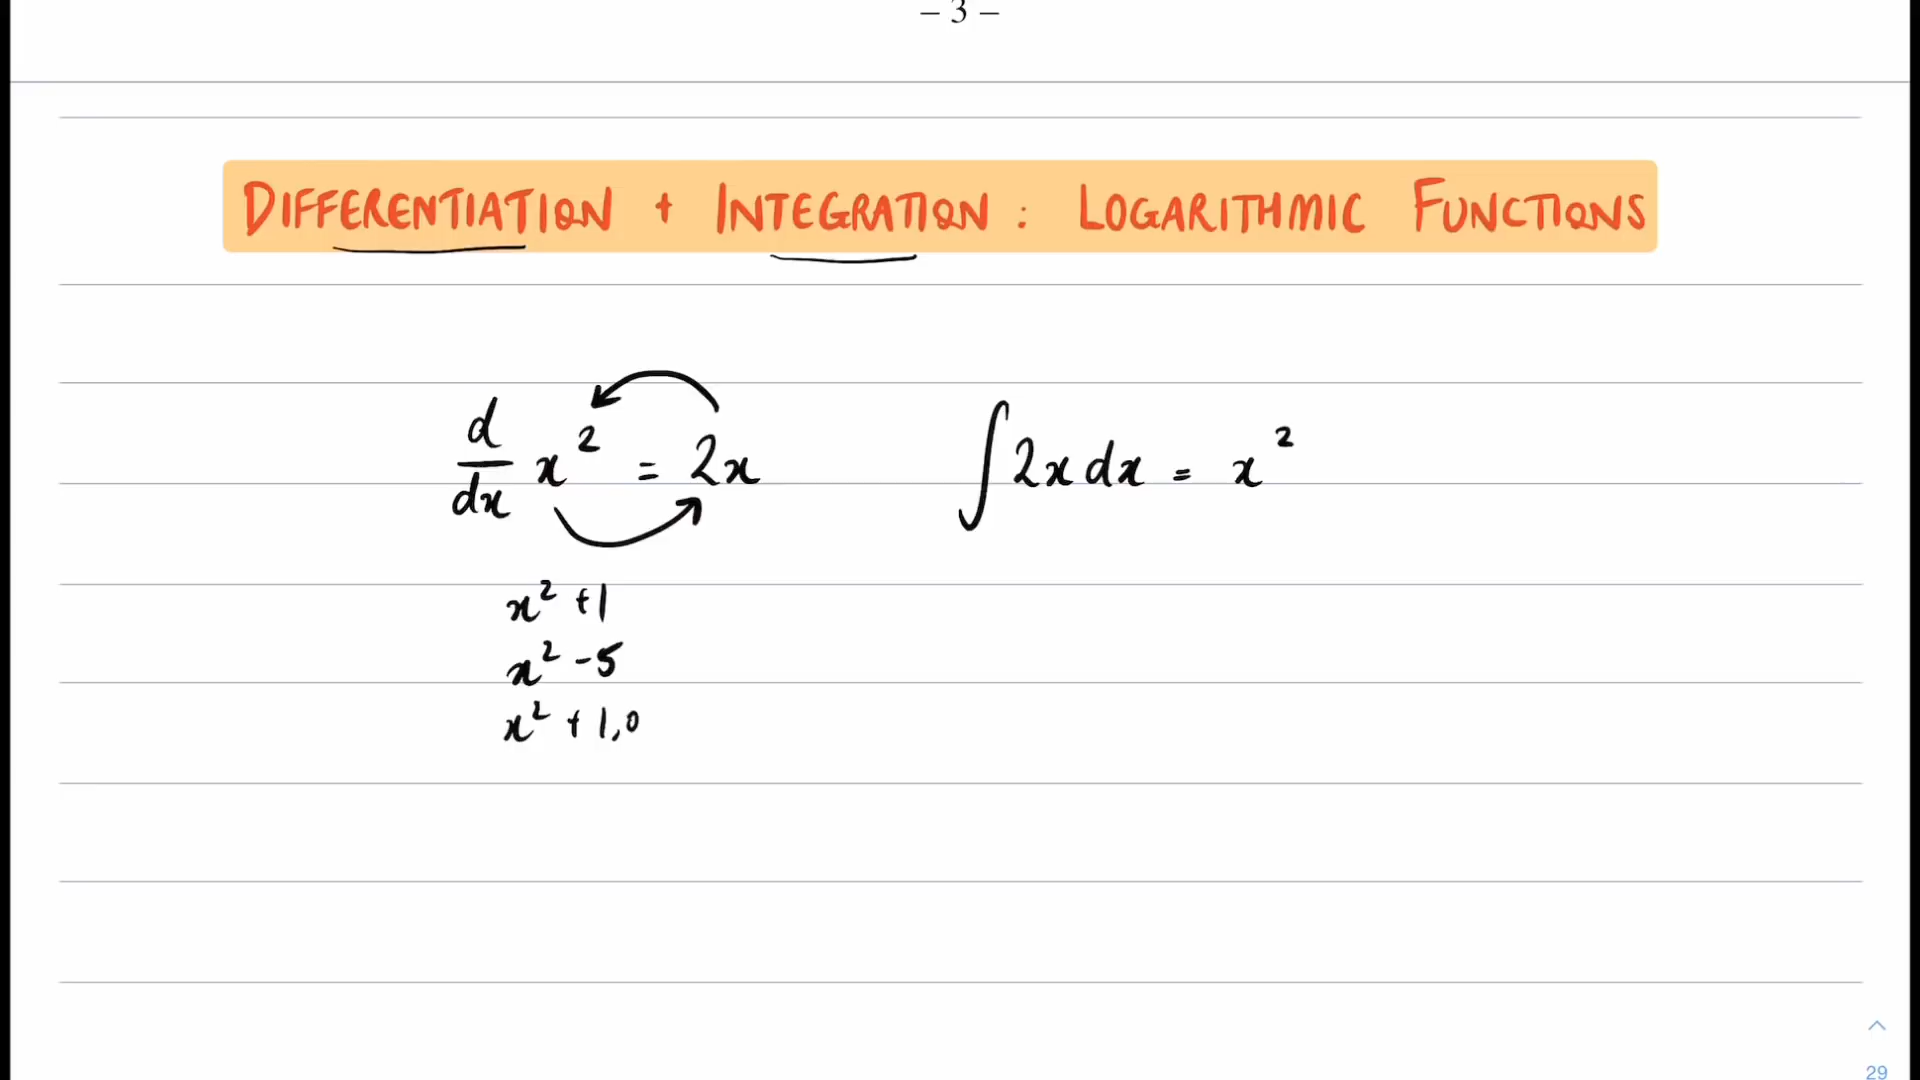 – 3 –
DIFFERENTIATION + INTEGRATION : LOGARITHMIC FUNCTIONS
d/dx x² = 2x
∫2x dx = x²
x² +1
x² -5
x² + 1,0
29